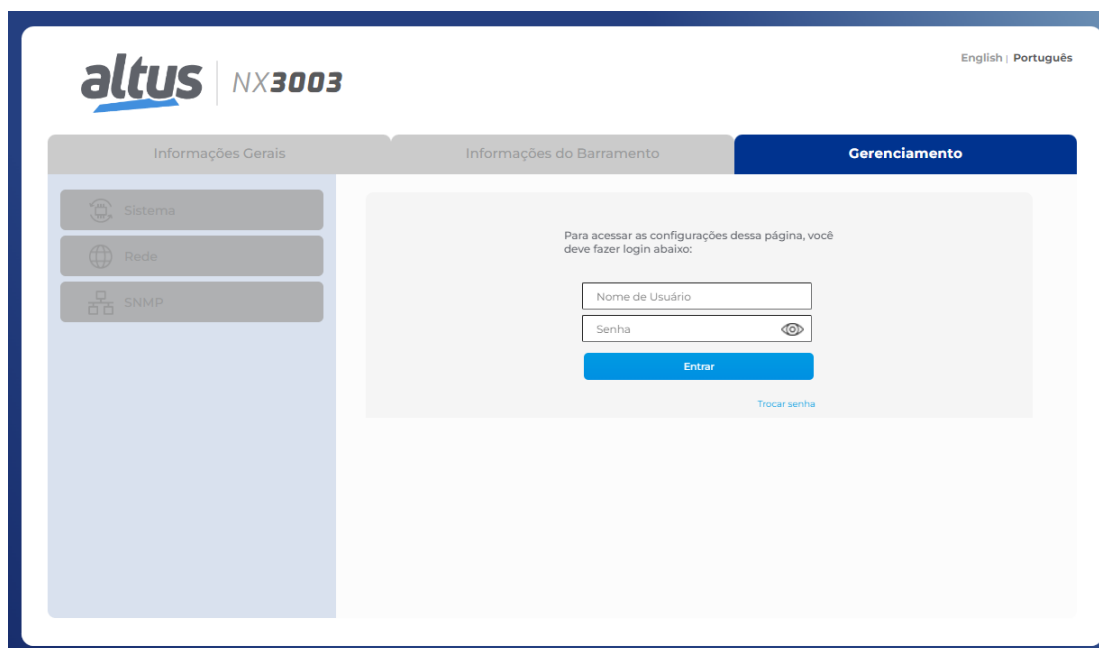 altus NX3003
English | Português
Informações Gerais
Informações do Barramento
Gerenciamento
Sistema
Rede
SNMP
Para acessar as configurações dessa página, você
deve fazer login abaixo:
Nome de Usuário
Senha
Entrar
Trocar senha